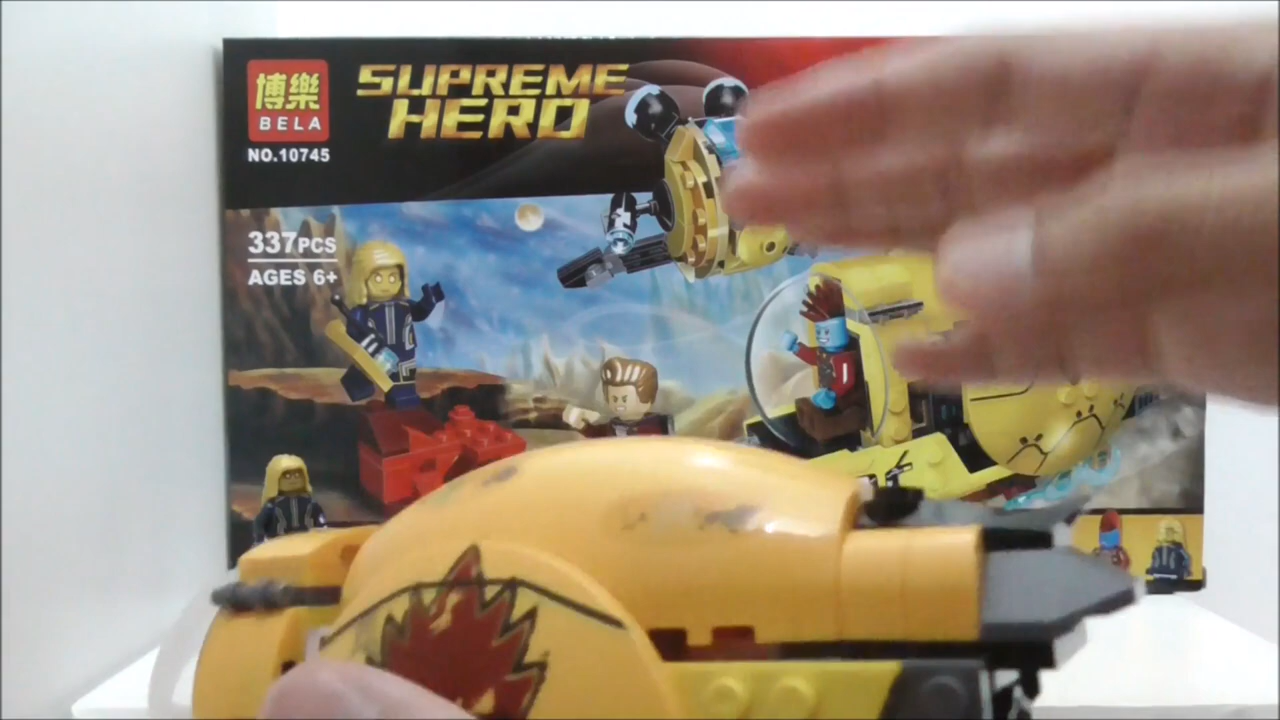 博樂
BELA
NO.10745
SUPREME
HERO
337PCS
AGES 6+